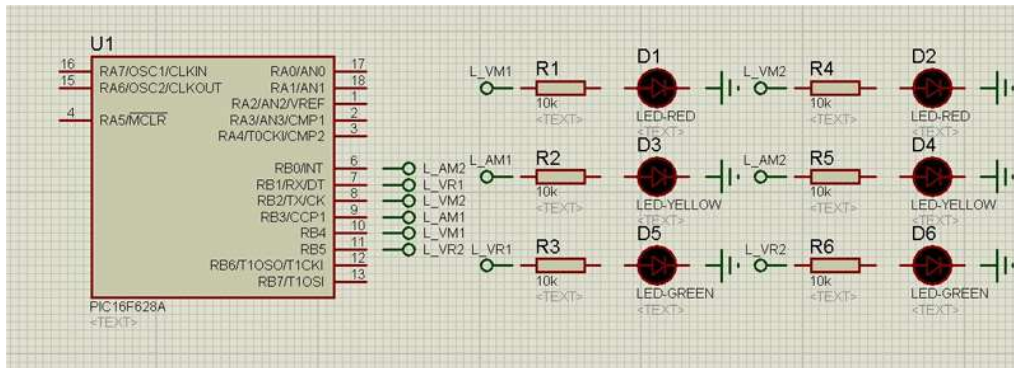 U1
16 RA7/OSC1/CLKIN RA0/AN0 17
15 RA6/OSC2/CLKOUT RA1/AN1 18
RA2/AN2/VREF 1
4 RA5/MCLR RA3/AN3/CMP1 2
RA4/T0CKI/CMP2 3
RB0/INT 6 L_AM2
RB1/RX/DT 7 L_VR1
RB2/TX/CK 8 L_VM2
RB3/CCP1 9 L_AM1
RB4 10 L_VM1
RB5 11 L_VR2
RB6/T1OSO/T1CKI 12
RB7/T1OSI 13
PIC16F628A
<TEXT>
L_VM1 R1 D1
10k
<TEXT>
LED-RED
<TEXT>
L_VM2 R4 D2
10k
<TEXT>
LED-RED
<TEXT>
L_AM1 R2 D3
10k
<TEXT>
LED-YELLOW
<TEXT>
L_AM2 R5 D4
10k
<TEXT>
LED-YELLOW
<TEXT>
L_VR1 R3 D5
10k
<TEXT>
LED-GREEN
<TEXT>
L_VR2 R6 D6
10k
<TEXT>
LED-GREEN
<TEXT>